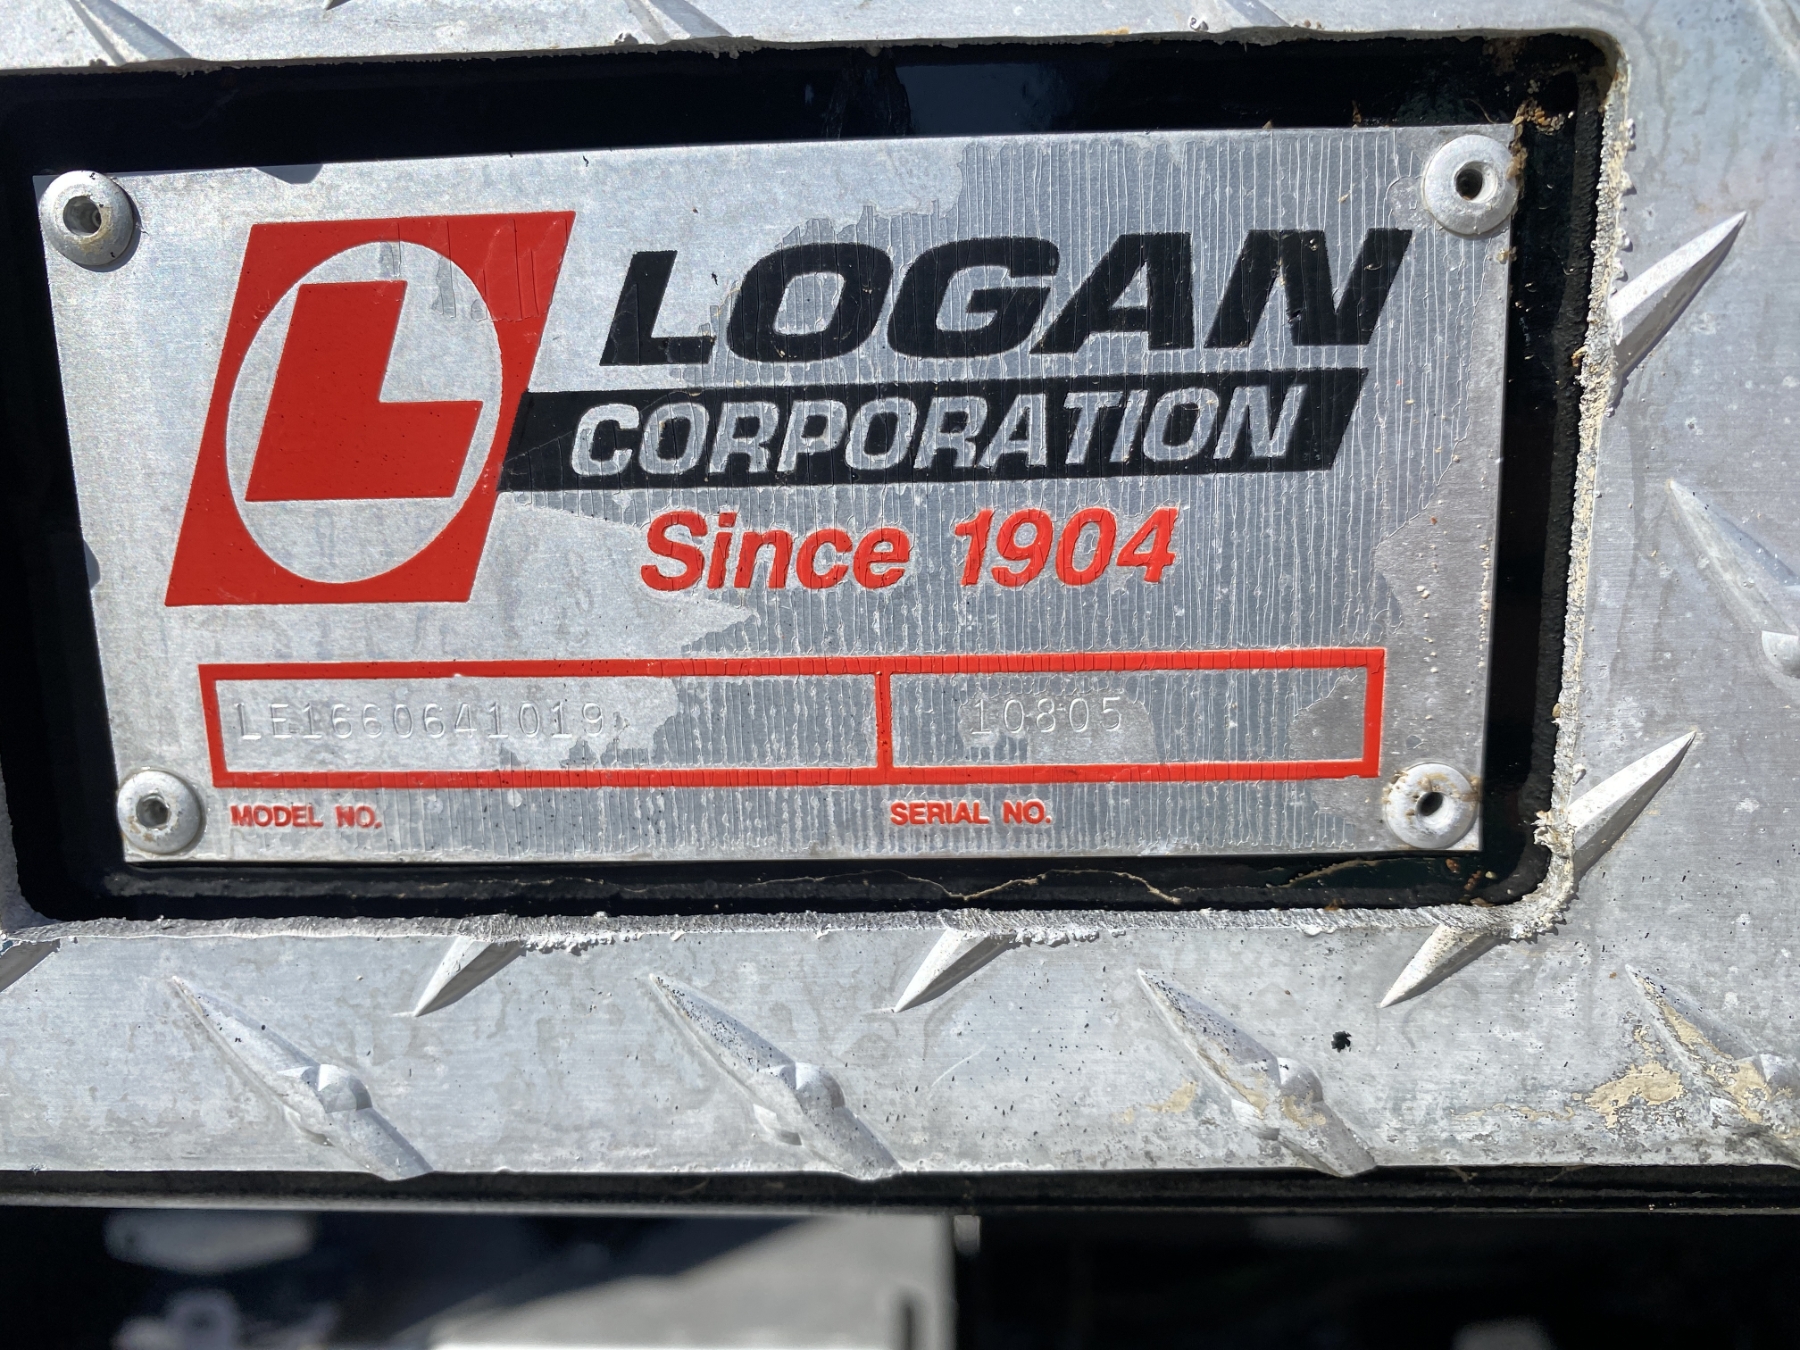 L
LOGAN
CORPORATION
Since 1904
LE1660641019 10805
MODEL NO. SERIAL NO.